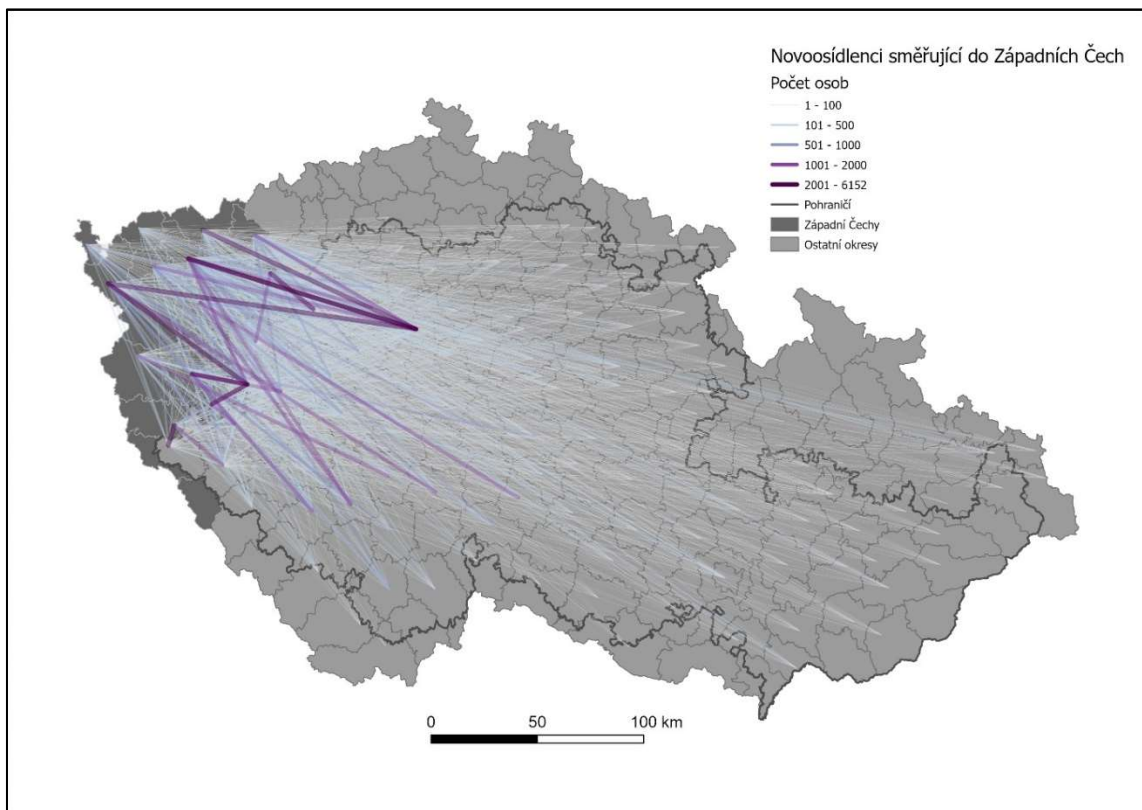 Novoosídlenci směřující do Západních Čech
Počet osob
1 - 100
101 - 500
501 - 1000
1001 - 2000
2001 - 6152
Pohraničí
Západní Čechy
Ostatní okresy
0 50 100 km